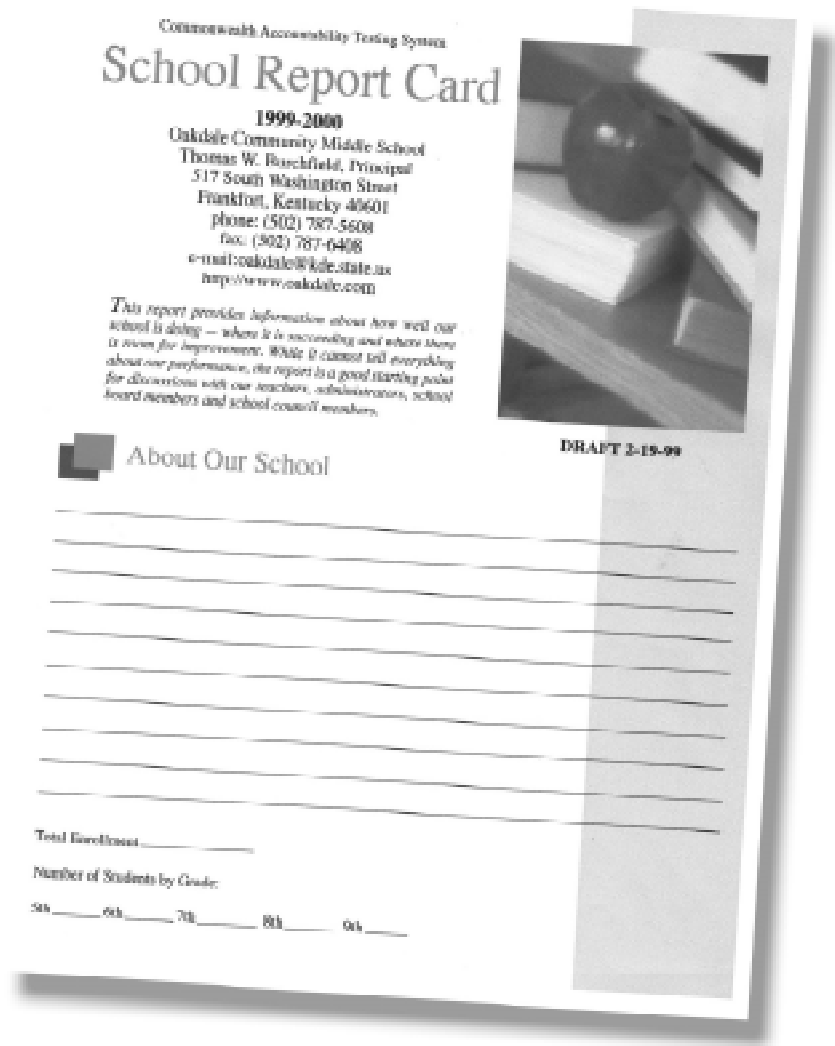 Commonwealth Accountability Testing System
School Report Card
1999-2000
Oakdale Community Middle School
Thomas W. Burchfield, Principal
517 South Washington Street
Frankfort, Kentucky 40601
phone: (502) 787-5608
fax: (502) 787-6408
e-mail:oakdale@kde.state.us
http://www.oakdale.com
This report provides information about how well our
school is doing — where it is succeeding and where there
is room for improvement. While it cannot tell everything
about our performance, the report is a good starting point
for discussions with our teachers, administrators, school
board members and school council members.
DRAFT 2-19-99
About Our School
Total Enrollment
Number of Students by Grade:
5th 6th 7th 8th 9th